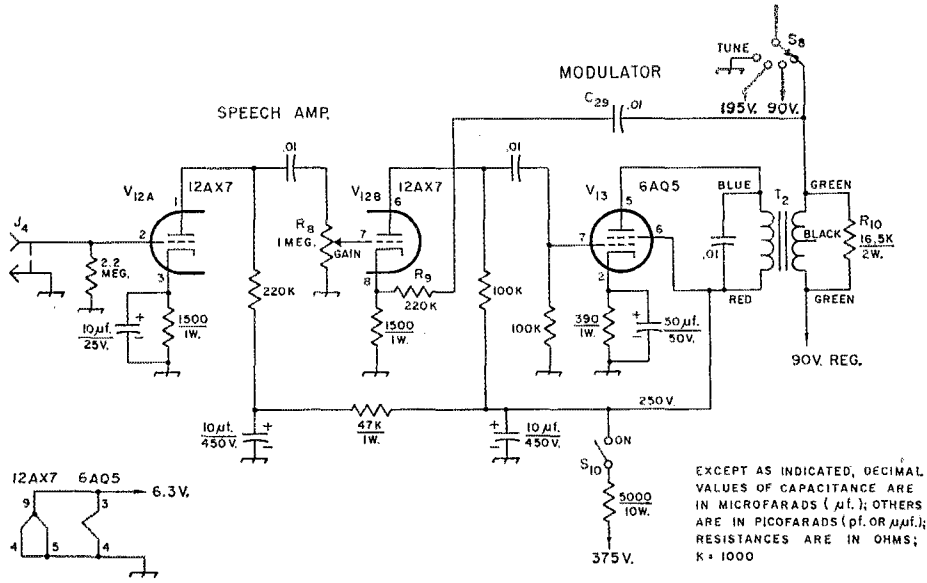 S8
TUNE
195V. 90V.
MODULATOR
C29 .01
SPEECH AMP.
.01
.01
V12A 12AX7
1
2
3
J4
2.2
MEG.
10µf.
25V.
+
-
1500
1W.
220K
R8
1 MEG.
GAIN
V12B 12AX7
6
7
8
R9
220K
1500
1W.
100K
100K
V13 6AQ5
5
7
6
2
390
1W.
+
-
50µf.
50V.
BLUE
.01
RED
T2
GREEN
BLACK
GREEN
R10
16.5K
2W.
90V. REG.
250V.
10µf.
450V.
+
-
47K
1W.
+
-
10µf.
450V.
ON
S10
5000
10W.
375V.
12AX7 6AQ5
6.3V.
9
4
5
3
4
EXCEPT AS INDICATED, DECIMAL
VALUES OF CAPACITANCE ARE
IN MICROFARADS (µf.); OTHERS
ARE IN PICOFARADS (pf. OR µµf.);
RESISTANCES ARE IN OHMS;
K = 1000